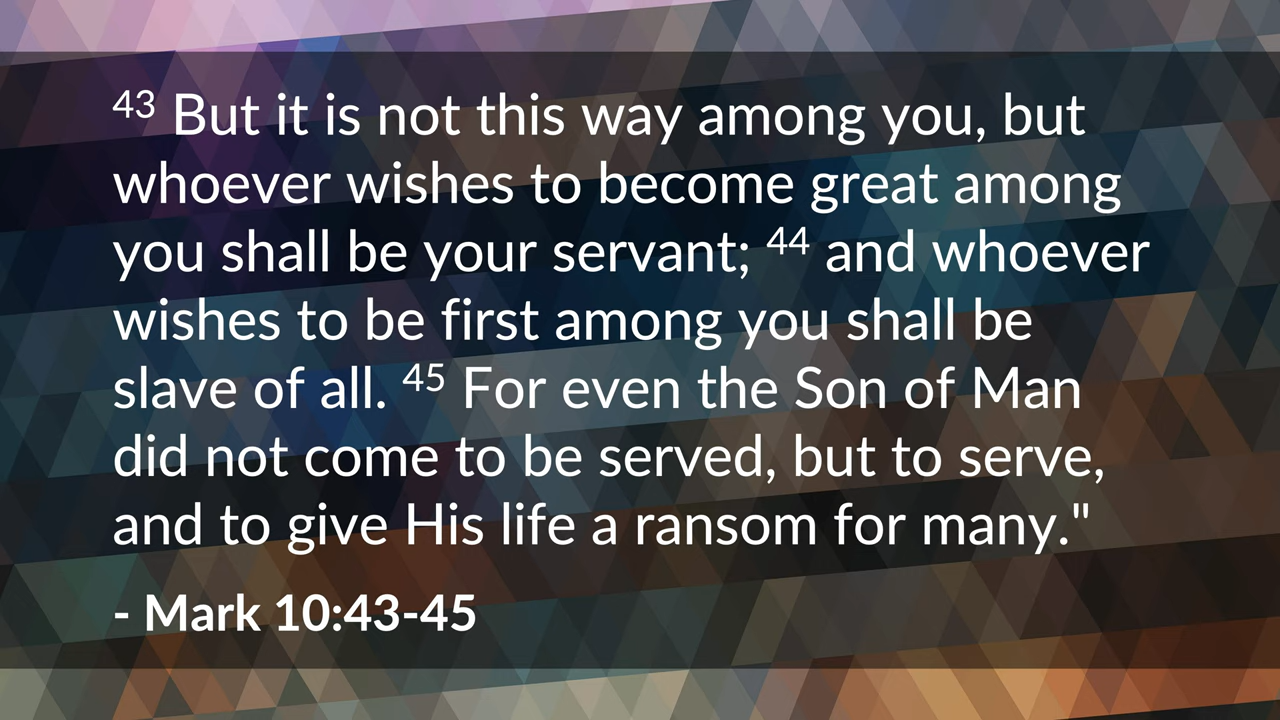 43 But it is not this way among you, but
whoever wishes to become great among
you shall be your servant; 44 and whoever
wishes to be first among you shall be
slave of all. 45 For even the Son of Man
did not come to be served, but to serve,
and to give His life a ransom for many."
- Mark 10:43-45